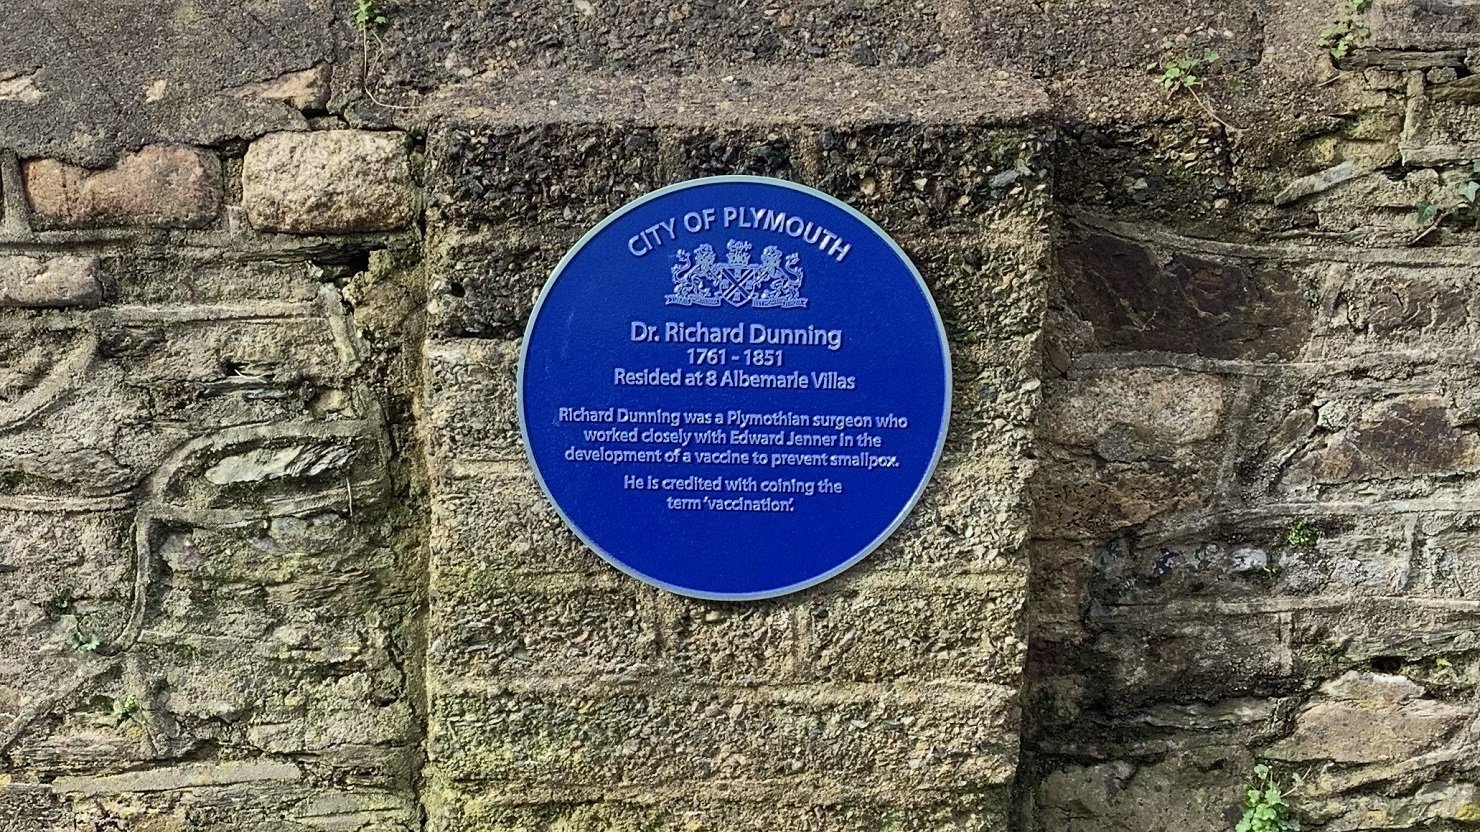 CITY OF PLYMOUTH
Dr. Richard Dunning
1761 - 1851
Resided at 8 Albemarle Villas
Richard Dunning was a Plymothian surgeon who
worked closely with Edward Jenner in the
development of a vaccine to prevent smallpox.
He is credited with coining the
term 'vaccination'.